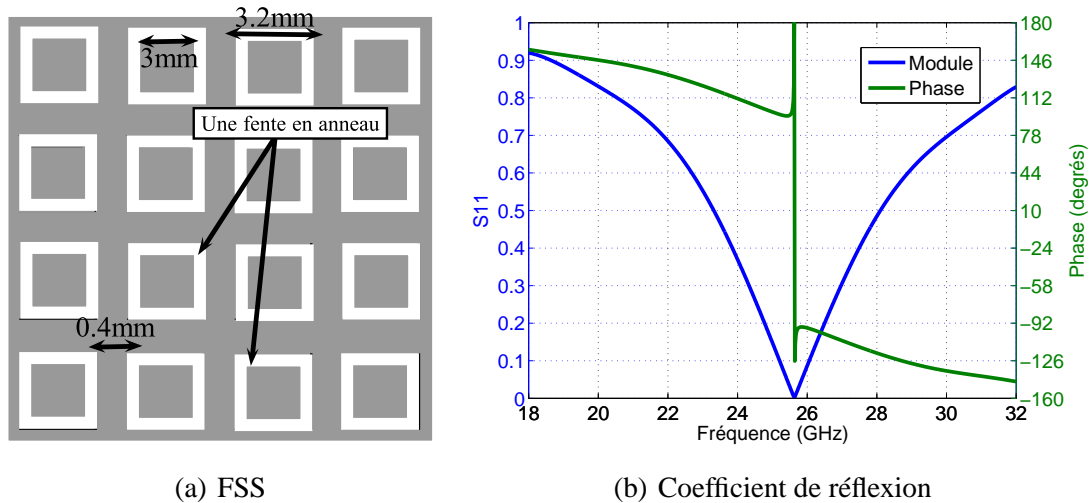 3.2mm
3mm
Une fente en anneau
0.4mm
(a) FSS
1
0.9
0.8
0.7
0.6
0.5
0.4
0.3
0.2
0.1
0
S11
18
20
22
24
26
28
30
32
Fréquence (GHz)
Module
Phase
180
146
112
78
44
10
−24
−58
−92
−126
−160
Phase (degrés)
(b) Coefficient de réflexion